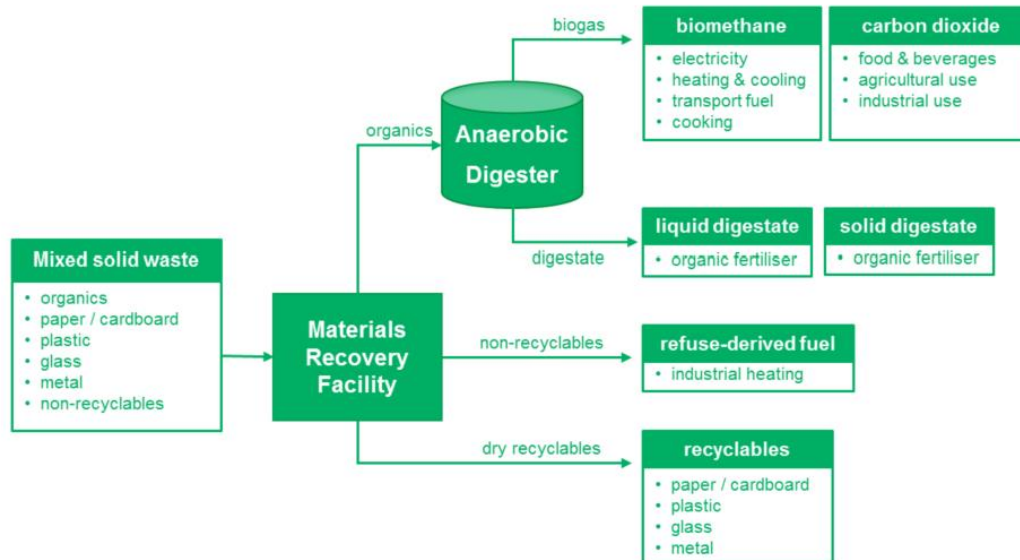 Mixed solid waste
• organics
• paper / cardboard
• plastic
• glass
• metal
• non-recyclables
Materials
Recovery
Facility
organics
Anaerobic
Digester
biogas
biomethane
• electricity
• heating & cooling
• transport fuel
• cooking
carbon dioxide
• food & beverages
• agricultural use
• industrial use
digestate
liquid digestate
• organic fertiliser
solid digestate
• organic fertiliser
non-recyclables
refuse-derived fuel
• industrial heating
dry recyclables
recyclables
• paper / cardboard
• plastic
• glass
• metal